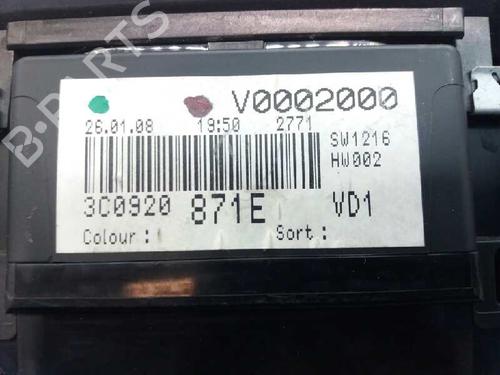 V0002000
26.01.08 19:50 2771
SW1216
HW002
3C0920 871E VD1
Colour : Sort :
B-PARTS